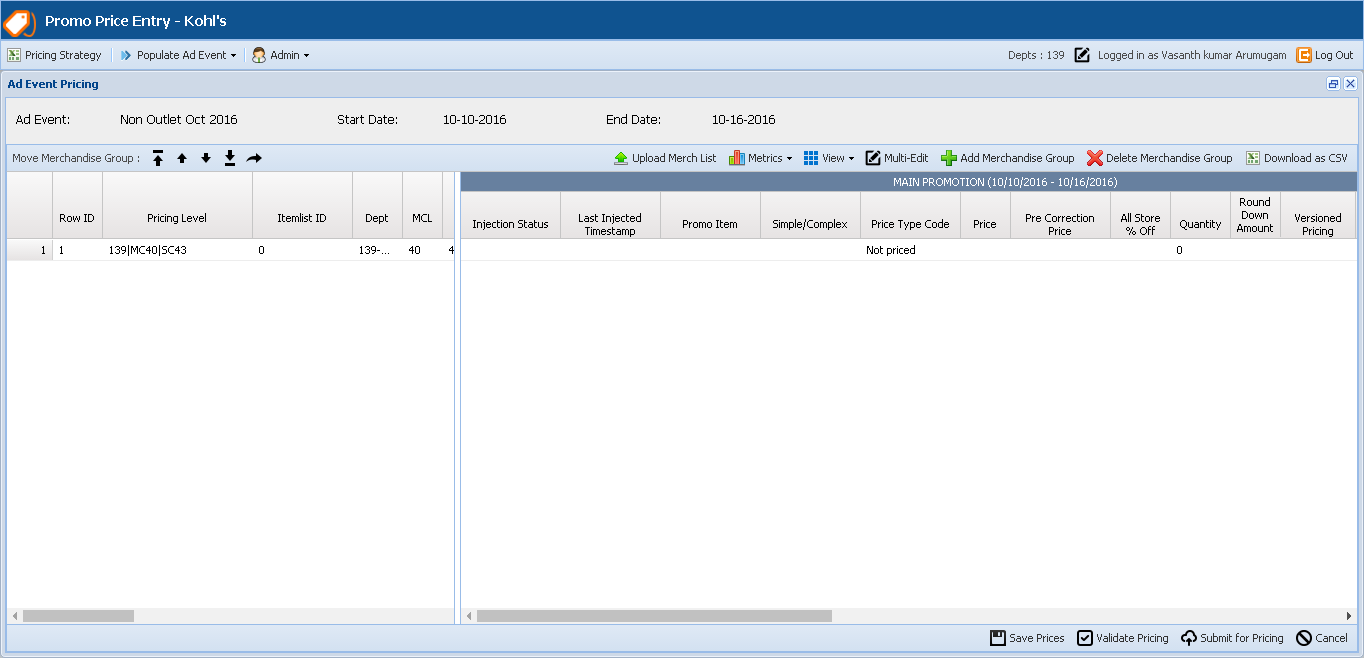 Promo Price Entry - Kohl's
Pricing Strategy Populate Ad Event Admin Depts : 139 Logged in as Vasanth kumar Arumugam Log Out
Ad Event Pricing
Ad Event: Non Outlet Oct 2016 Start Date: 10-10-2016 End Date: 10-16-2016
Move Merchandise Group : Upload Merch List Metrics View Multi-Edit Add Merchandise Group Delete Merchandise Group Download as CSV
MAIN PROMOTION (10/10/2016 - 10/16/2016)
Row ID Pricing Level Itemlist ID Dept MCL
Injection Status
Last Injected
Timestamp
Promo Item
Simple/Complex
Price Type Code
Price
Pre Correction
Price
All Store
% Off
Quantity
Round
Down
Amount
Versioned
Pricing
1 1 139|MC40|SC43 0 139-... 40 4 Not priced 0
Save Prices Validate Pricing Submit for Pricing Cancel